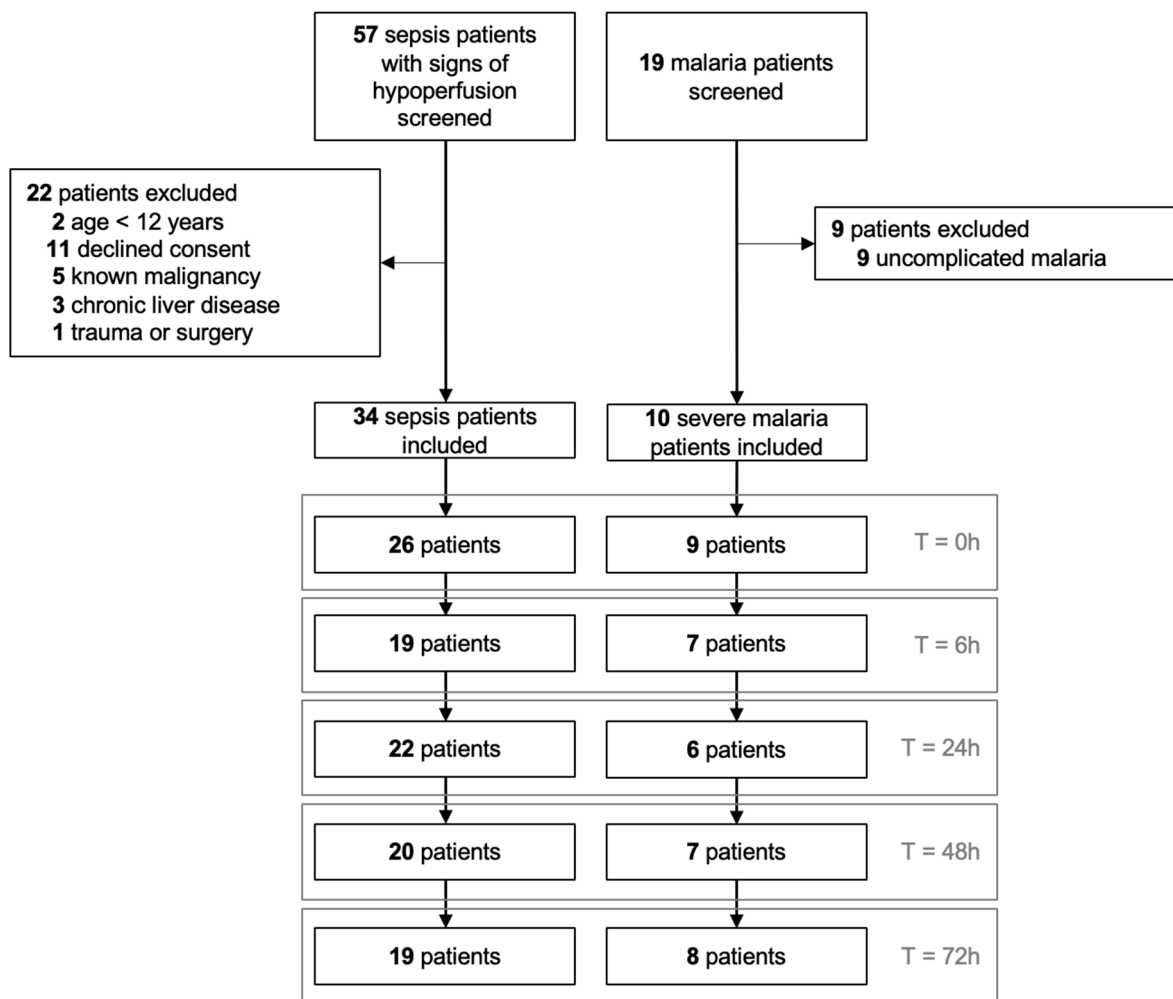 57 sepsis patients
with signs of
hypoperfusion
screened
19 malaria patients
screened
22 patients excluded
2 age < 12 years
11 declined consent
5 known malignancy
3 chronic liver disease
1 trauma or surgery
9 patients excluded
9 uncomplicated malaria
34 sepsis patients
included
10 severe malaria
patients included
26 patients
9 patients
T = 0h
19 patients
7 patients
T = 6h
22 patients
6 patients
T = 24h
20 patients
7 patients
T = 48h
19 patients
8 patients
T = 72h